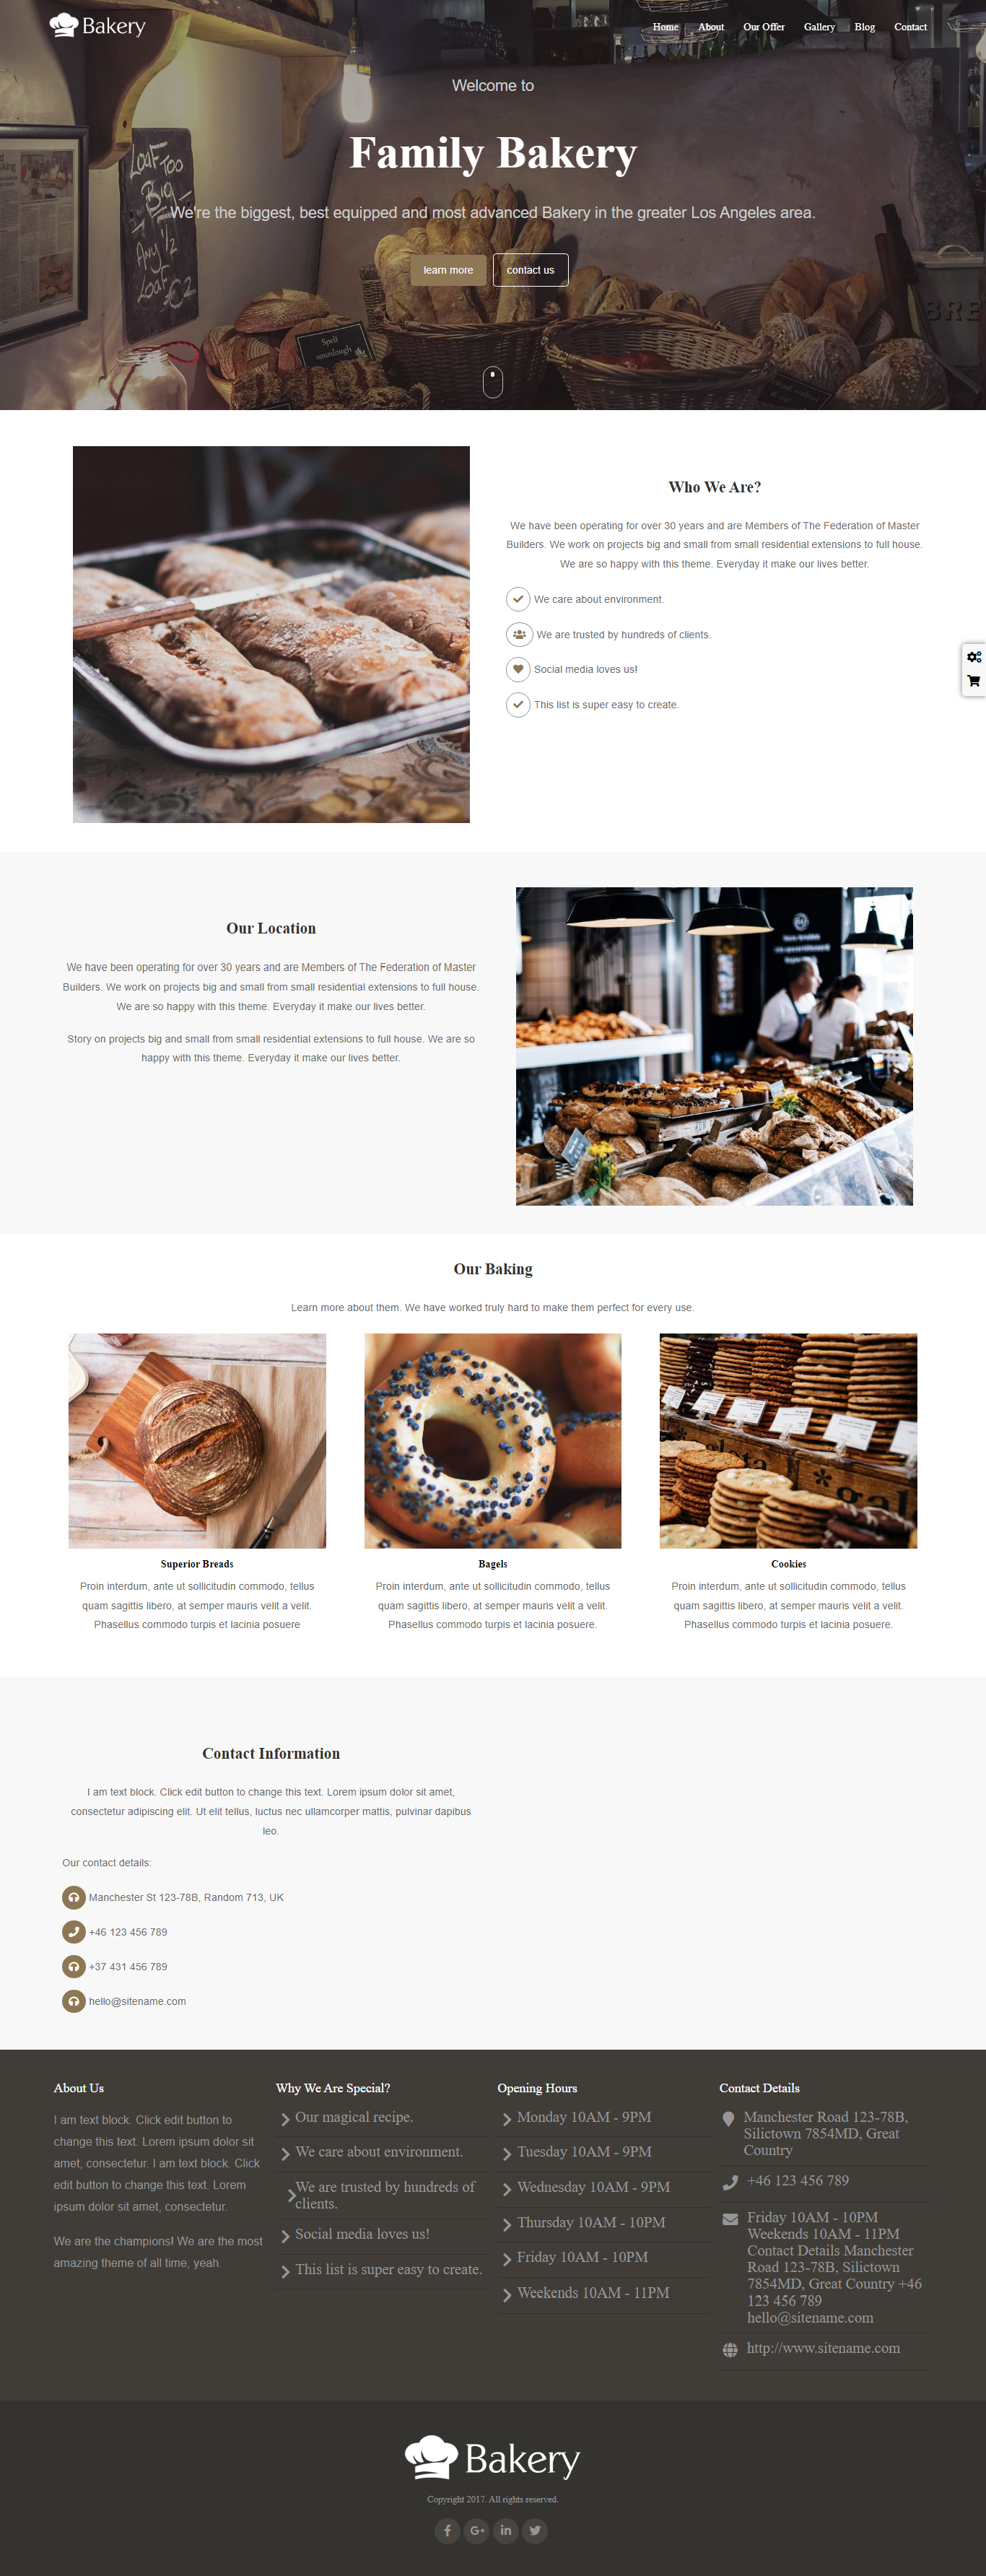 Bakery
Home About Our Offer Gallery Blog Contact
Welcome to
Family Bakery
We're the biggest, best equipped and most advanced Bakery in the greater Los Angeles area.
learn more contact us
Loaf Too
Big -
Any 1/2
Loaf €2
Spelt
sourdough
BRE
Who We Are?
We have been operating for over 30 years and are Members of The Federation of Master
Builders. We work on projects big and small from small residential extensions to full house.
We are so happy with this theme. Everyday it make our lives better.
We care about environment.
We are trusted by hundreds of clients.
Social media loves us!
This list is super easy to create.
Our Location
We have been operating for over 30 years and are Members of The Federation of Master
Builders. We work on projects big and small from small residential extensions to full house.
We are so happy with this theme. Everyday it make our lives better.
Story on projects big and small from small residential extensions to full house. We are so
happy with this theme. Everyday it make our lives better.
Our Baking
Learn more about them. We have worked truly hard to make them perfect for every use.
Superior Breads
Proin interdum, ante ut sollicitudin commodo, tellus
quam sagittis libero, at semper mauris velit a velit.
Phasellus commodo turpis et lacinia posuere
Bagels
Proin interdum, ante ut sollicitudin commodo, tellus
quam sagittis libero, at semper mauris velit a velit.
Phasellus commodo turpis et lacinia posuere.
Cookies
Proin interdum, ante ut sollicitudin commodo, tellus
quam sagittis libero, at semper mauris velit a velit.
Phasellus commodo turpis et lacinia posuere.
Contact Information
I am text block. Click edit button to change this text. Lorem ipsum dolor sit amet,
consectetur adipiscing elit. Ut elit tellus, luctus nec ullamcorper mattis, pulvinar dapibus
leo.
Our contact details:
Manchester St 123-78B, Random 713, UK
+46 123 456 789
+37 431 456 789
hello@sitename.com
About Us
I am text block. Click edit button to
change this text. Lorem ipsum dolor sit
amet, consectetur. I am text block. Click
edit button to change this text. Lorem
ipsum dolor sit amet, consectetur.
We are the champions! We are the most
amazing theme of all time, yeah.
Why We Are Special?
Our magical recipe.
We care about environment.
We are trusted by hundreds of
clients.
Social media loves us!
This list is super easy to create.
Opening Hours
Monday 10AM - 9PM
Tuesday 10AM - 9PM
Wednesday 10AM - 9PM
Thursday 10AM - 10PM
Friday 10AM - 10PM
Weekends 10AM - 11PM
Contact Details
Manchester Road 123-78B,
Silictown 7854MD, Great
Country
+46 123 456 789
Friday 10AM - 10PM
Weekends 10AM - 11PM
Contact Details Manchester
Road 123-78B, Silictown
7854MD, Great Country +46
123 456 789
hello@sitename.com
http://www.sitename.com
Bakery
Copyright 2017. All rights reserved.